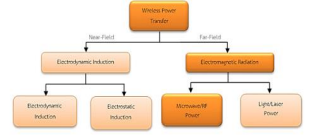 Wireless Power
Transfer
Near-Field
Far-Field
Electrodynamic Induction
Electromagnetic Radiation
Electrodynamic
Induction
Electrostatic
Induction
Microwave/RF
Power
Light/Laser
Power